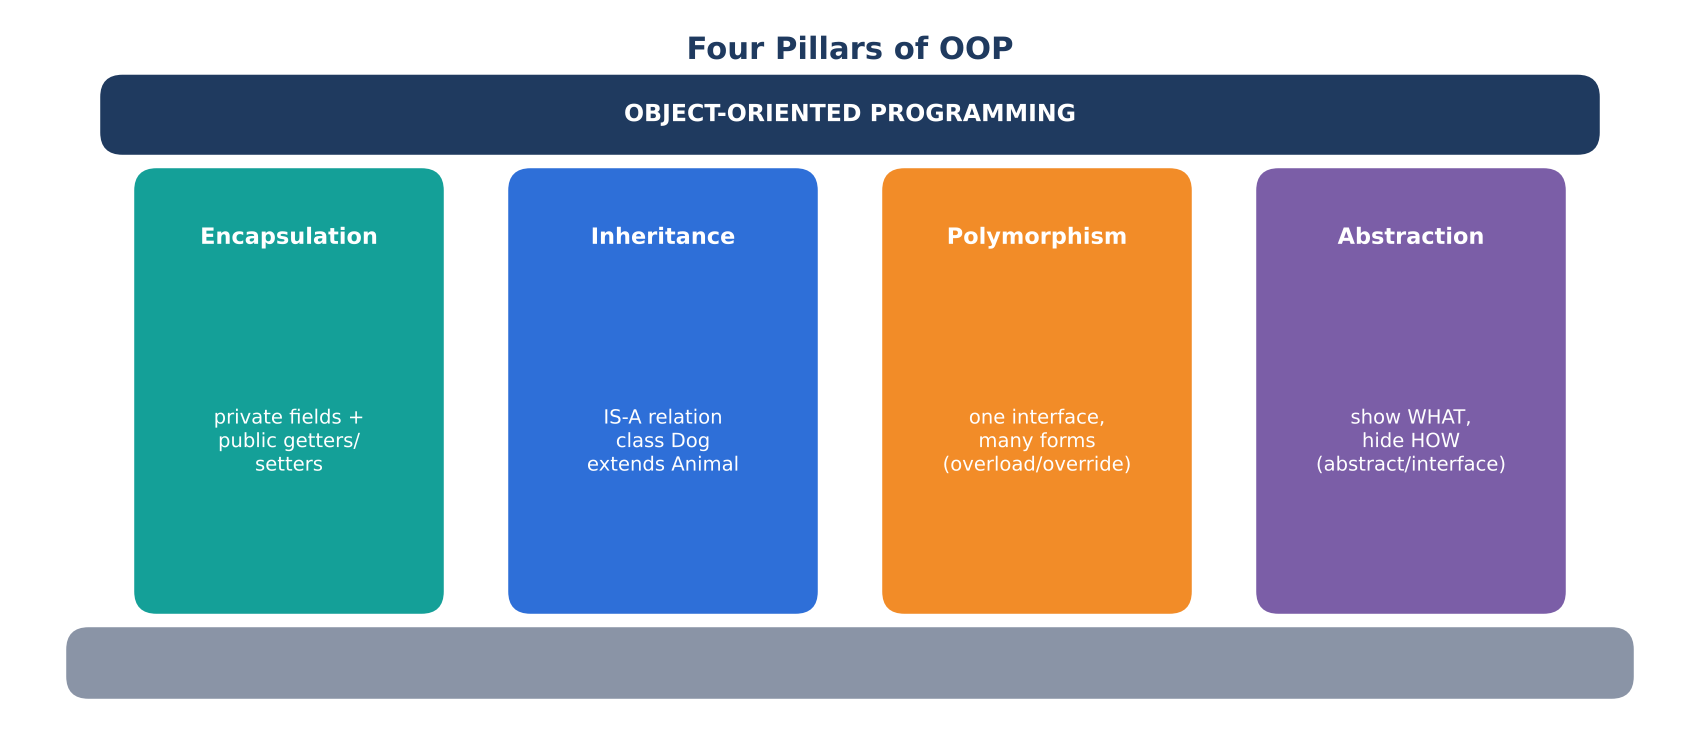 Four Pillars of OOP
OBJECT-ORIENTED PROGRAMMING
Encapsulation
private fields +
public getters/
setters
Inheritance
IS-A relation
class Dog
extends Animal
Polymorphism
one interface,
many forms
(overload/override)
Abstraction
show WHAT,
hide HOW
(abstract/interface)